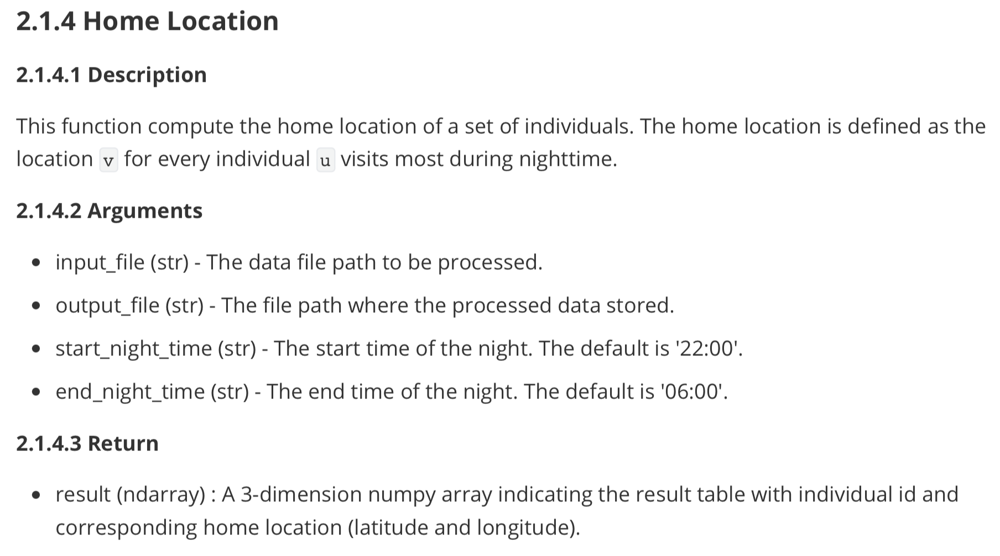 2.1.4 Home Location
2.1.4.1 Description
This function compute the home location of a set of individuals. The home location is defined as the
location v for every individual u visits most during nighttime.
2.1.4.2 Arguments
• input_file (str) - The data file path to be processed.
• output_file (str) - The file path where the processed data stored.
• start_night_time (str) - The start time of the night. The default is '22:00'.
• end_night_time (str) - The end time of the night. The default is '06:00'.
2.1.4.3 Return
• result (ndarray) : A 3-dimension numpy array indicating the result table with individual id and
corresponding home location (latitude and longitude).